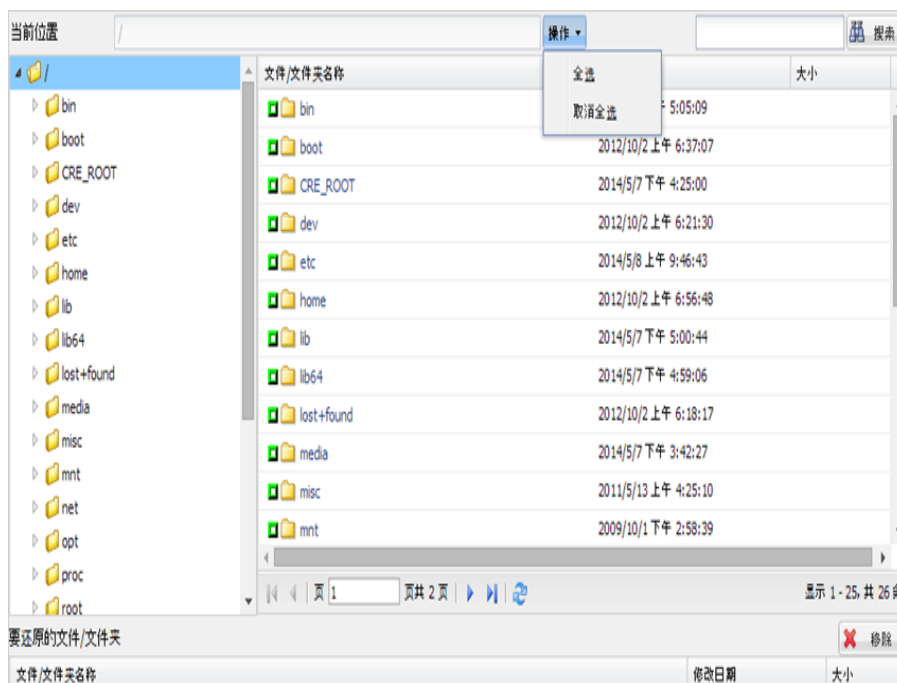 当前位置 / 操作 搜索
全选
取消全选
/
bin
boot
CRE_ROOT
dev
etc
home
lib
lib64
lost+found
media
misc
mnt
net
opt
proc
root
文件/文件夹名称 大小
bin 5:05:09
boot 2012/10/2 上午 6:37:07
CRE_ROOT 2014/5/7 下午 4:25:00
dev 2012/10/2 上午 6:21:30
etc 2014/5/8 上午 9:46:43
home 2012/10/2 上午 6:56:48
lib 2014/5/7 下午 5:00:44
lib64 2014/5/7 下午 4:59:06
lost+found 2012/10/2 上午 6:18:17
media 2014/5/7 下午 3:42:27
misc 2011/5/13 上午 4:25:10
mnt 2009/10/1 下午 2:58:39
页 1 页共 2 页 显示 1 - 25, 共 26
要还原的文件/文件夹 移除
文件/文件夹名称 修改日期 大小